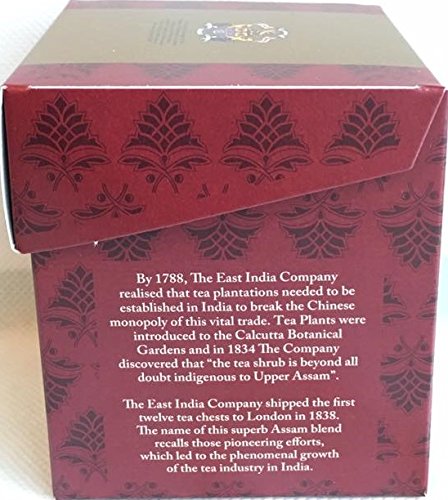 By 1788, The East India Company
realised that tea plantations needed to be
established in India to break the Chinese
monopoly of this vital trade. Tea Plants were
introduced to the Calcutta Botanical
Gardens and in 1834 The Company
discovered that “the tea shrub is beyond all
doubt indigenous to Upper Assam”.
The East India Company shipped the first
twelve tea chests to London in 1838.
The name of this superb Assam blend
recalls those pioneering efforts,
which led to the phenomenal growth
of the tea industry in India.